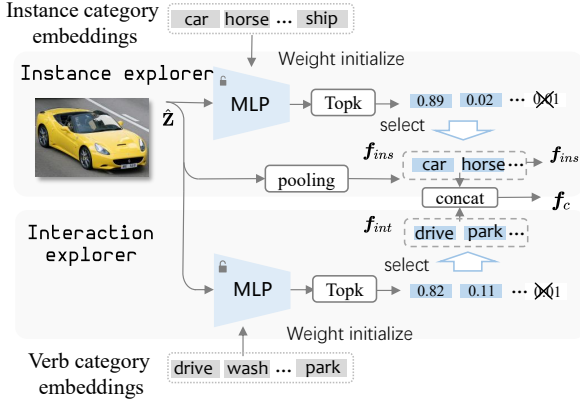 Instance category
embeddings
car horse ... ship
Weight initialize
Instance explorer
Ẑ
MLP
Topk
0.89 0.02 ... 0.01
select
f_ins
car horse ...
f_ins
pooling
concat
f_c
Interaction
explorer
f_int
drive park ...
select
MLP
Topk
0.82 0.11 ... 0.01
Weight initialize
Verb category
embeddings
drive wash ... park